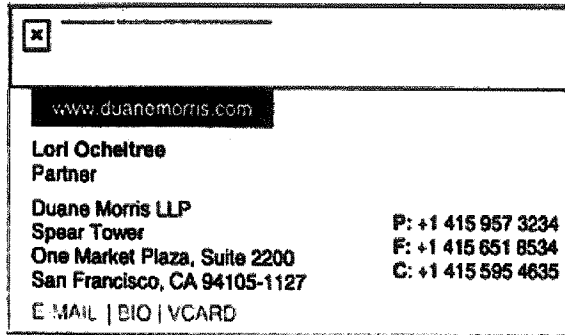 www.duanemorris.com
Lori Ocheltree
Partner
Duane Morris LLP
Spear Tower
One Market Plaza, Suite 2200
San Francisco, CA 94105-1127
P: +1 415 957 3234
F: +1 415 651 8534
C: +1 415 595 4635
E-MAIL | BIO | VCARD